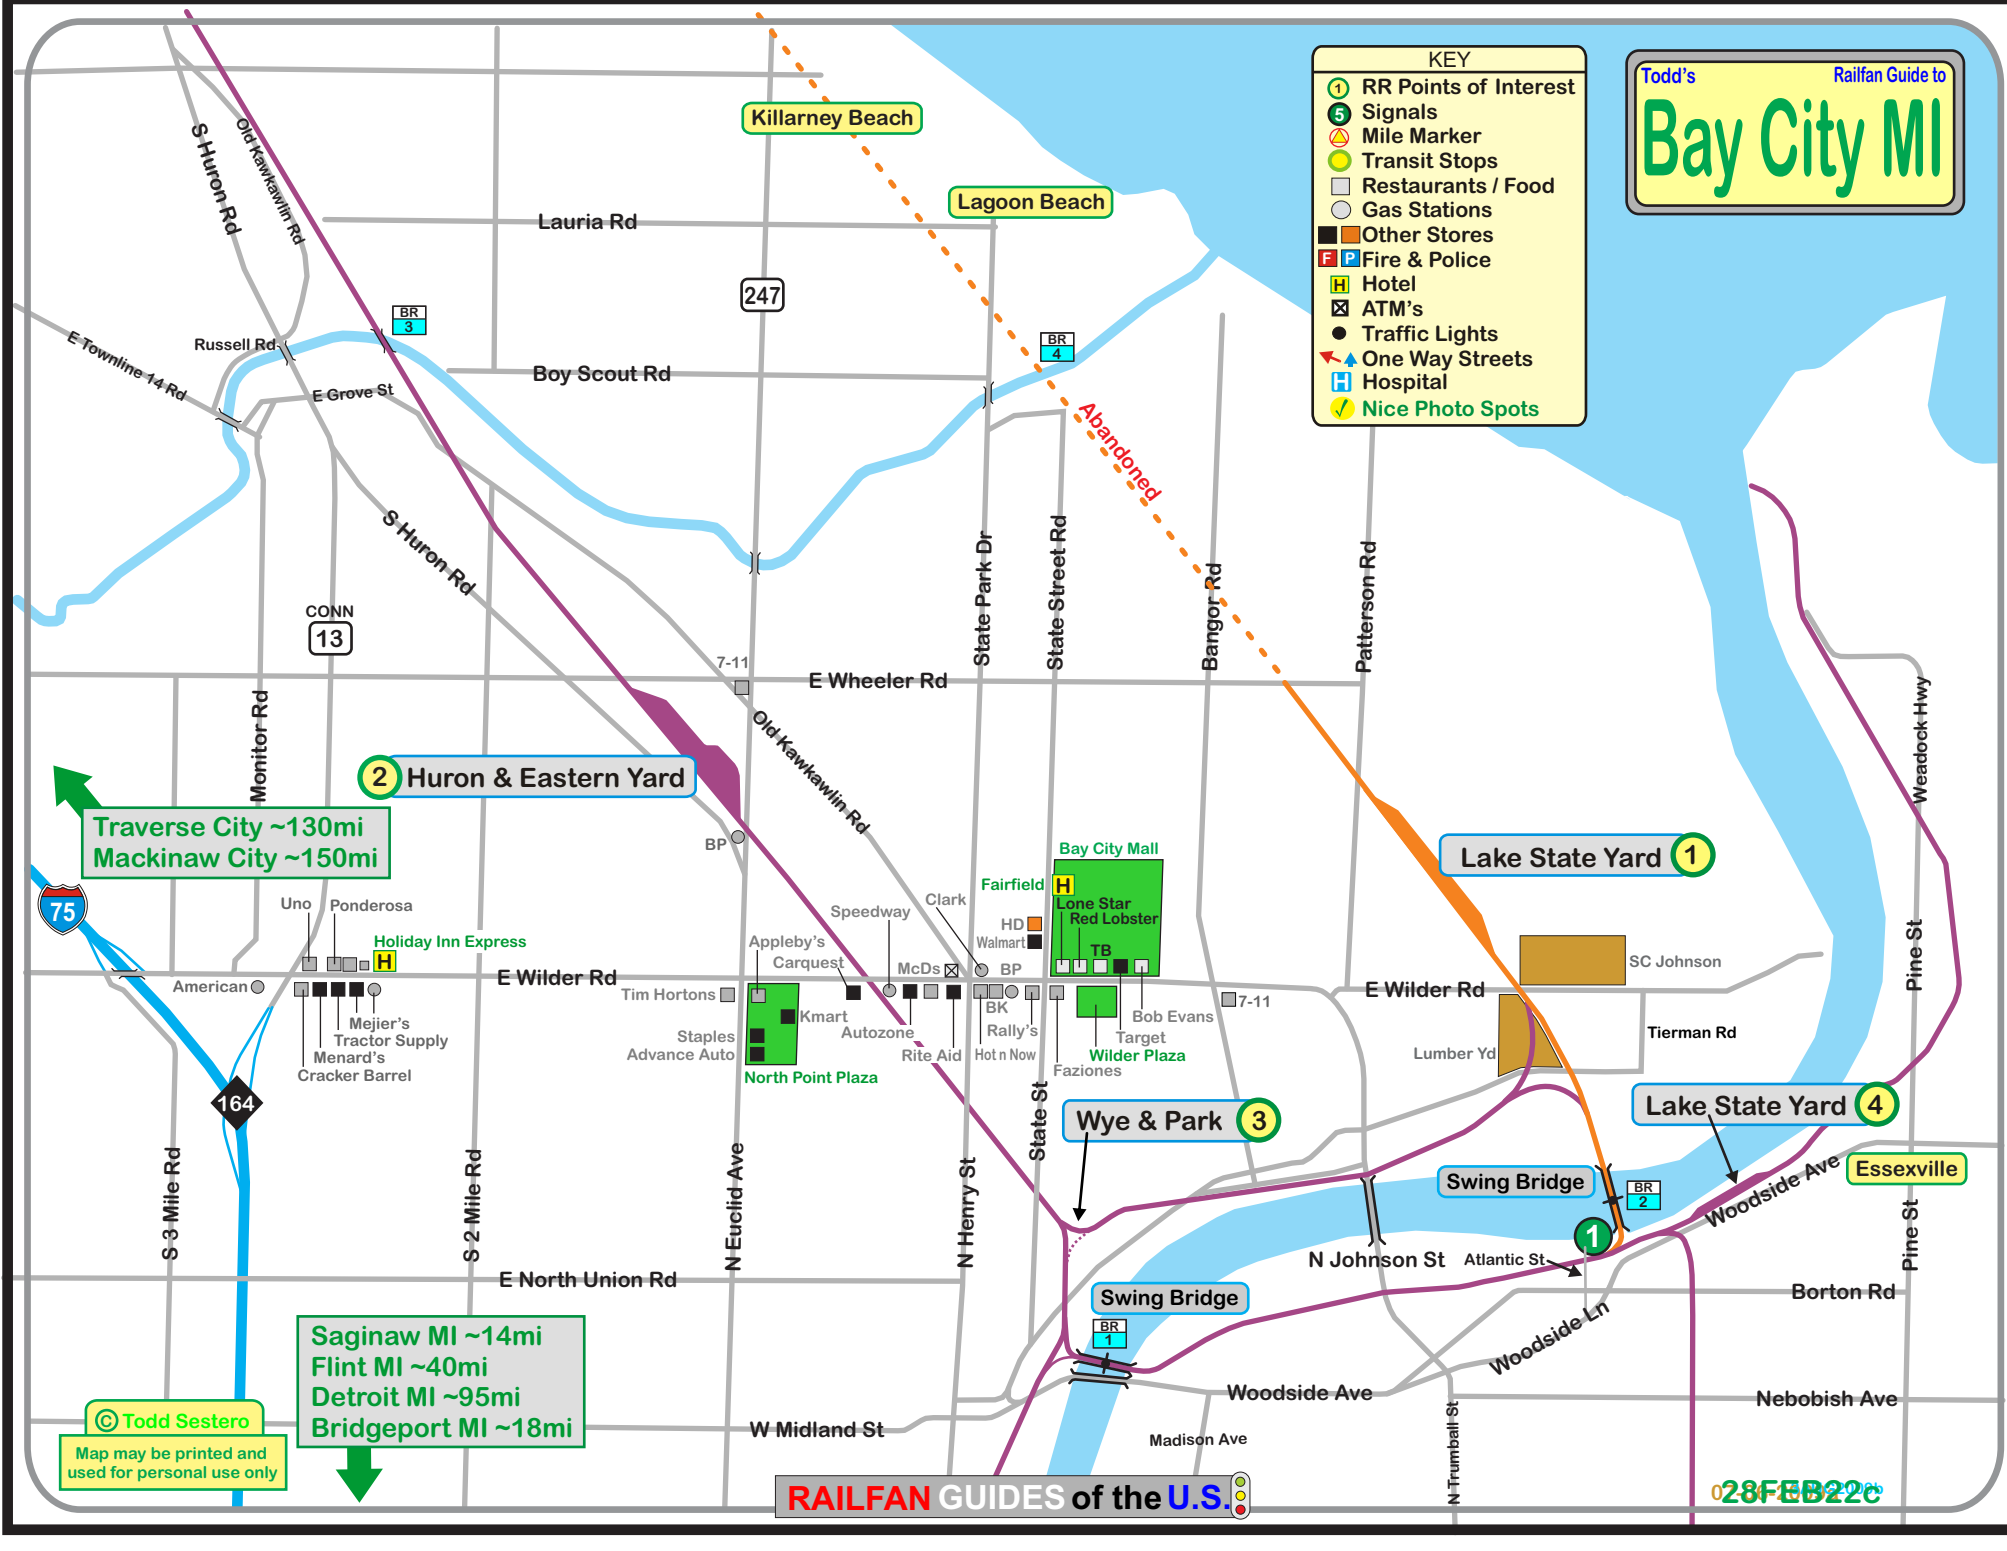 Todd's
Railfan Guide to
Bay City MI
KEY
1 RR Points of Interest
5 Signals
Mile Marker
Transit Stops
Restaurants / Food
Gas Stations
Other Stores
F P Fire & Police
H Hotel
ATM's
Traffic Lights
One Way Streets
H Hospital
✓ Nice Photo Spots
Killarney Beach
Lagoon Beach
S Huron Rd
Old Kawkawlin Rd
Lauria Rd
247
BR
3
BR
4
Russell Rd
E Townline 14 Rd
E Grove St
Boy Scout Rd
Abandoned
S Huron Rd
CONN
13
State Park Dr
State Street Rd
Bangor Rd
Patterson Rd
7-11
E Wheeler Rd
Monitor Rd
Old Kawkawlin Rd
Weadock Hwy
2 Huron & Eastern Yard
Traverse City ~130mi
Mackinaw City ~150mi
BP
Lake State Yard 1
Bay City Mall
Fairfield H
Lone Star
Red Lobster
TB
75
Uno
Ponderosa
Holiday Inn Express
H
Clark
Speedway
HD
Walmart
Appleby's
Carquest
McDs
BP
E Wilder Rd
American
Tim Hortons
Kmart
Staples
Advance Auto
North Point Plaza
Autozone
Rite Aid
BK
Rally's
Hot n Now
Faziones
Wilder Plaza
Target
Bob Evans
7-11
E Wilder Rd
SC Johnson
Pine St
Mejier's
Tractor Supply
Menard's
Cracker Barrel
Lumber Yd
Tierman Rd
164
Wye & Park 3
Lake State Yard 4
State St
S 3 Mile Rd
S 2 Mile Rd
N Euclid Ave
N Henry St
Swing Bridge
BR
2
Woodside Ave
Essexville
Pine St
1
N Johnson St
Atlantic St
E North Union Rd
Swing Bridge
BR
1
Borton Rd
Woodside Ln
Saginaw MI ~14mi
Flint MI ~40mi
Detroit MI ~95mi
Bridgeport MI ~18mi
Woodside Ave
Nebobish Ave
© Todd Sestero
Map may be printed and
used for personal use only
W Midland St
Madison Ave
N Trumball St
RAILFAN GUIDES of the U.S.
28FEB22c